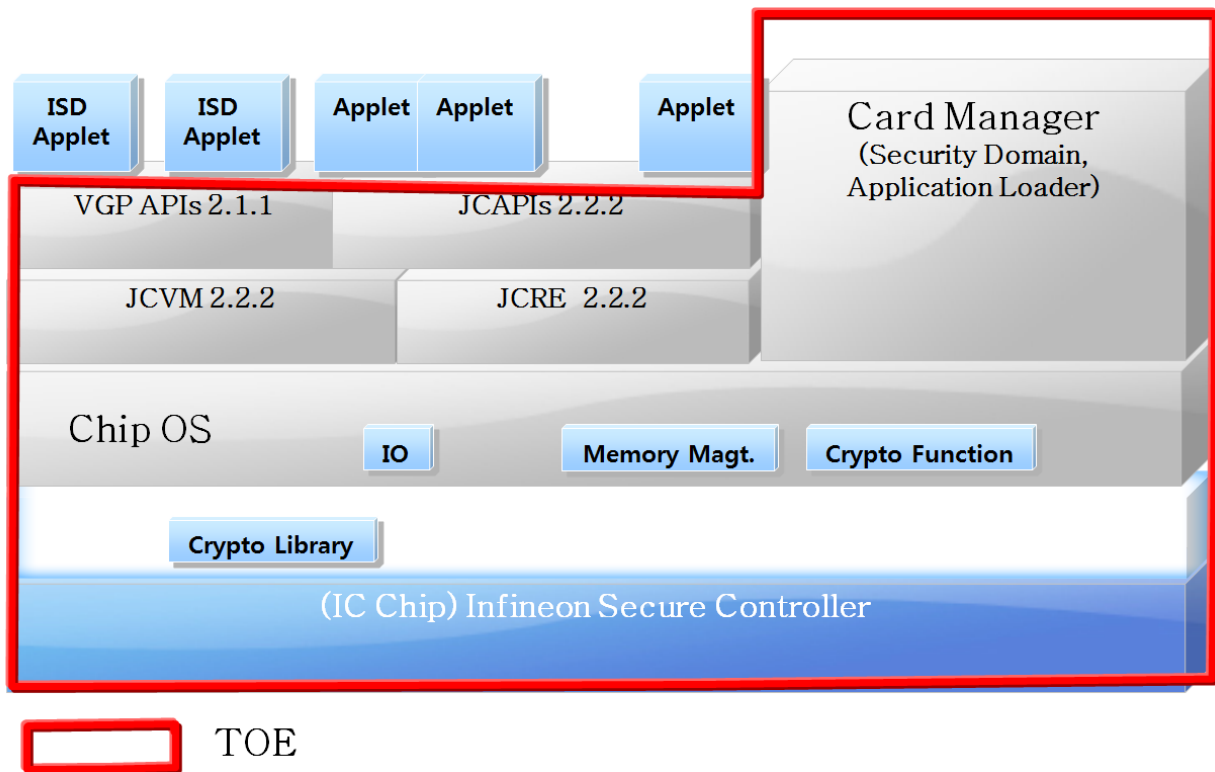 ISD
Applet
ISD
Applet
Applet
Applet
Applet
Card Manager
(Security Domain,
Application Loader)
VGP APIs 2.1.1
JCAPIs 2.2.2
JCVM 2.2.2
JCRE 2.2.2
Chip OS
IO
Memory Magt.
Crypto Function
Crypto Library
(IC Chip) Infineon Secure Controller
TOE